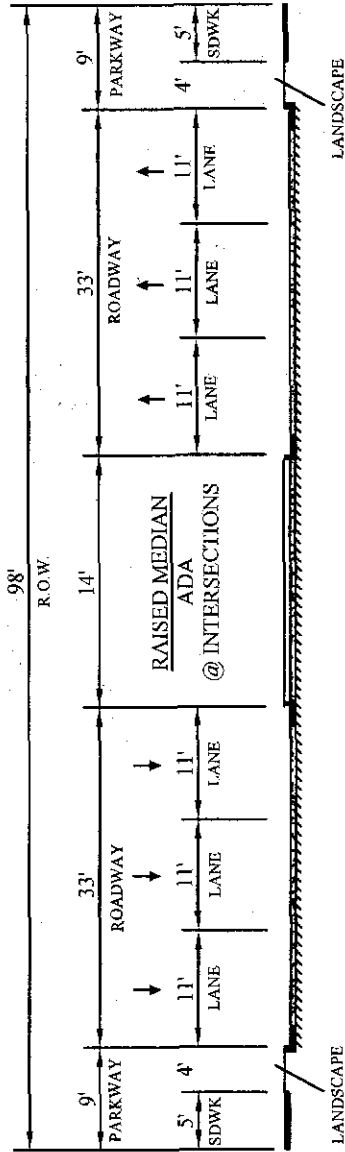 98'
R.O.W.
9'
PARKWAY
33'
ROADWAY
14'
33'
ROADWAY
9'
PARKWAY
5'
SDWK
4'
11'
LANE
11'
LANE
11'
LANE
RAISED MEDIAN
ADA
@ INTERSECTIONS
11'
LANE
11'
LANE
11'
LANE
4'
5'
SDWK
LANDSCAPE
LANDSCAPE